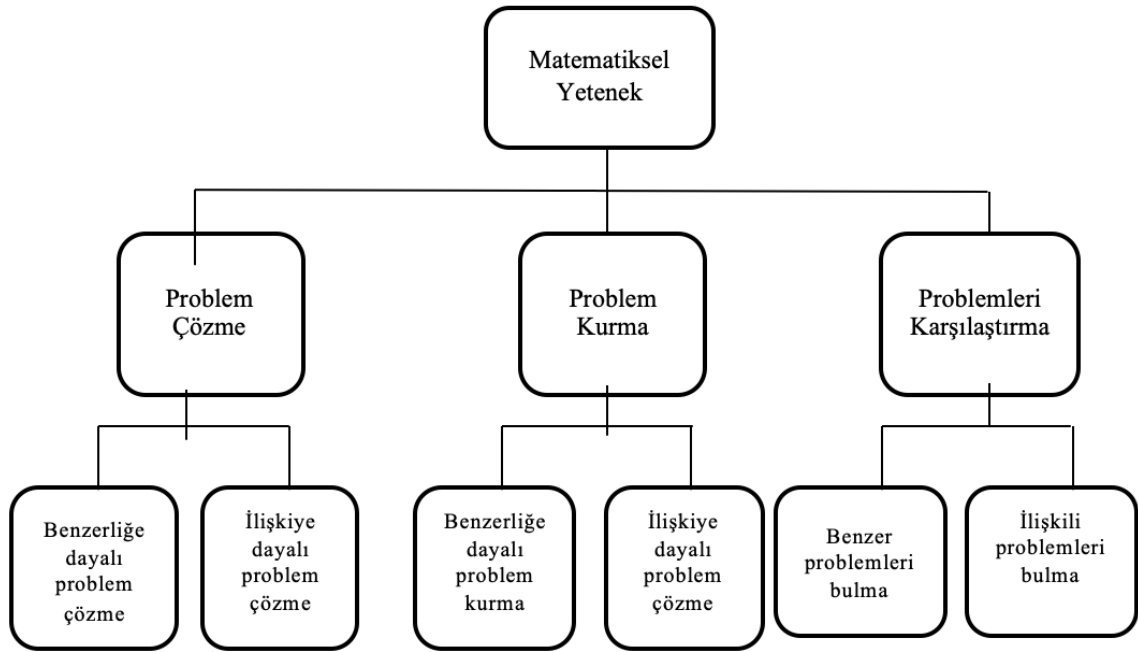 Matematiksel
Yetenek
Problem
Çözme
Problem
Kurma
Problemleri
Karşılaştırma
Benzerliğe
dayalı
problem
çözme
İlişkiye
dayalı
problem
çözme
Benzerliğe
dayalı
problem
kurma
İlişkiye
dayalı
problem
çözme
Benzer
problemleri
bulma
İlişkili
problemleri
bulma